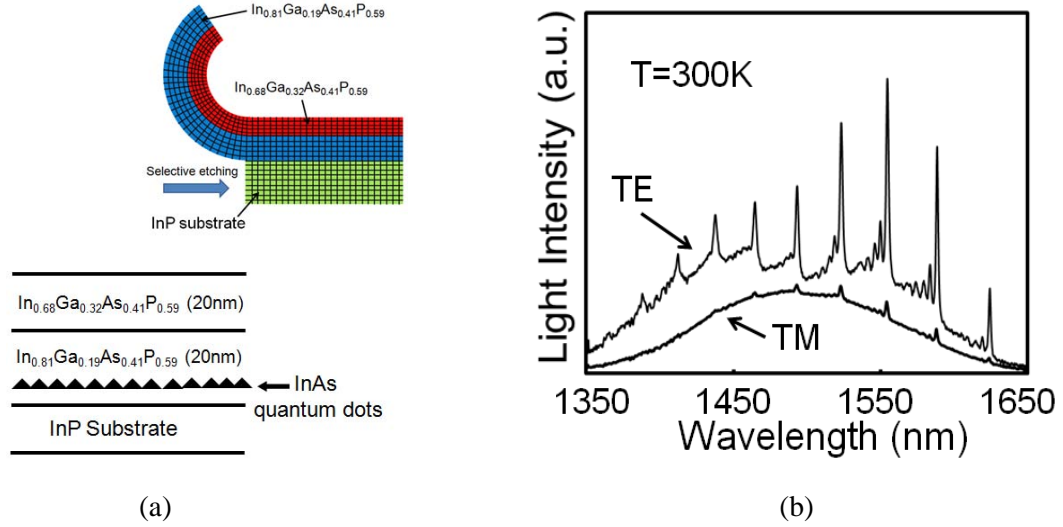 In0.81Ga0.19As0.41P0.59
In0.68Ga0.32As0.41P0.59
Selective etching
InP substrate
In0.68Ga0.32As0.41P0.59 (20nm)
In0.81Ga0.19As0.41P0.59 (20nm)
InAs
quantum dots
InP Substrate
(a)
Light Intensity (a.u.)
T=300K
TE
TM
1350 1450 1550 1650
Wavelength (nm)
(b)